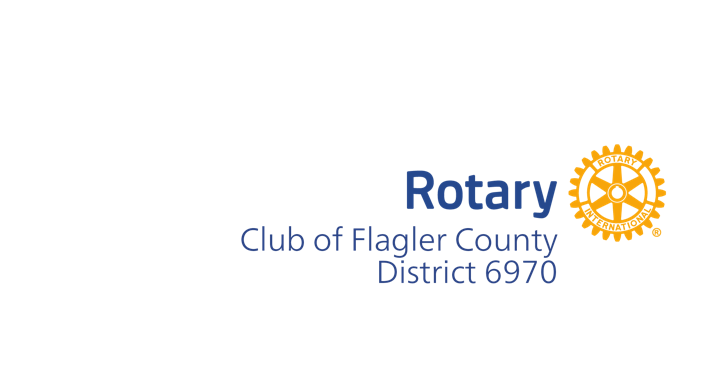 Rotary
Club of Flagler County
District 6970
ROTARY
INTERNATIONAL
®